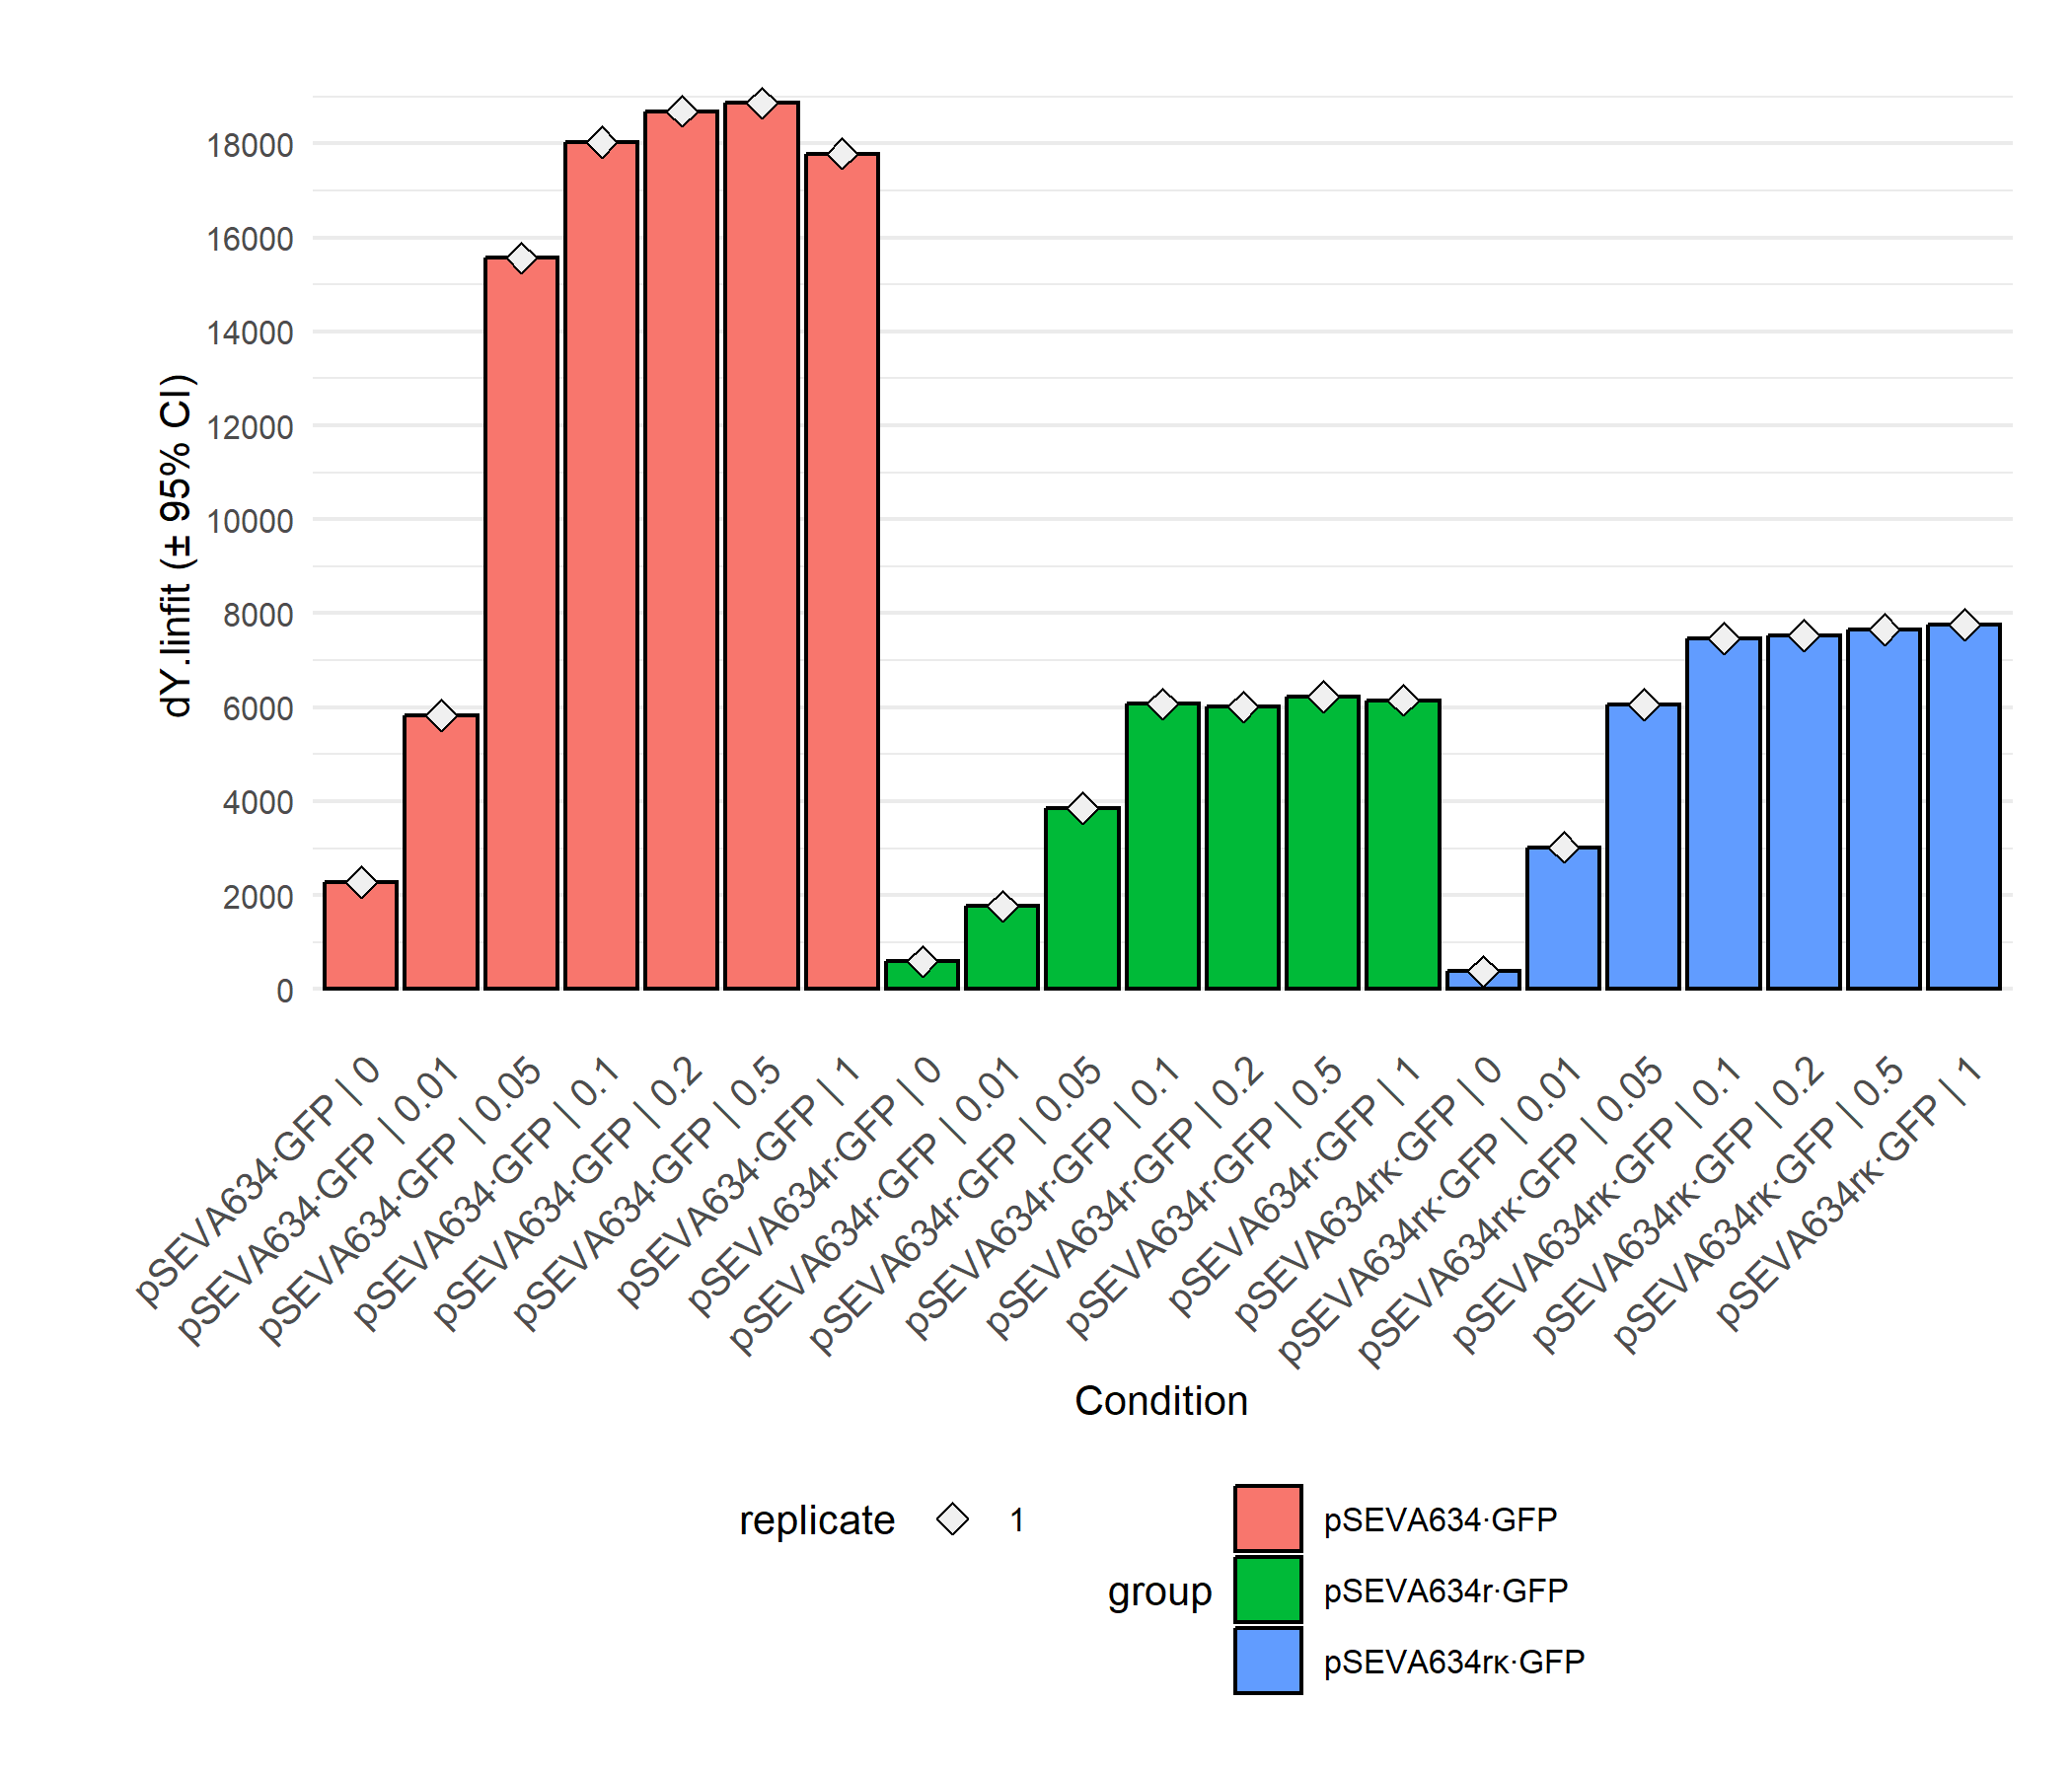 dY.linfit (± 95% CI)
18000
16000
14000
12000
10000
8000
6000
4000
2000
0
pSEVA634·GFP | 0
pSEVA634·GFP | 0.01
pSEVA634·GFP | 0.05
pSEVA634·GFP | 0.1
pSEVA634·GFP | 0.2
pSEVA634·GFP | 0.5
pSEVA634·GFP | 1
pSEVA634r·GFP | 0
pSEVA634r·GFP | 0.01
pSEVA634r·GFP | 0.05
pSEVA634r·GFP | 0.1
pSEVA634r·GFP | 0.2
pSEVA634r·GFP | 0.5
pSEVA634r·GFP | 1
pSEVA634rκ·GFP | 0
pSEVA634rκ·GFP | 0.01
pSEVA634rκ·GFP | 0.05
pSEVA634rκ·GFP | 0.1
pSEVA634rκ·GFP | 0.2
pSEVA634rκ·GFP | 0.5
pSEVA634rκ·GFP | 1
Condition
replicate 1
group
pSEVA634·GFP
pSEVA634r·GFP
pSEVA634rκ·GFP